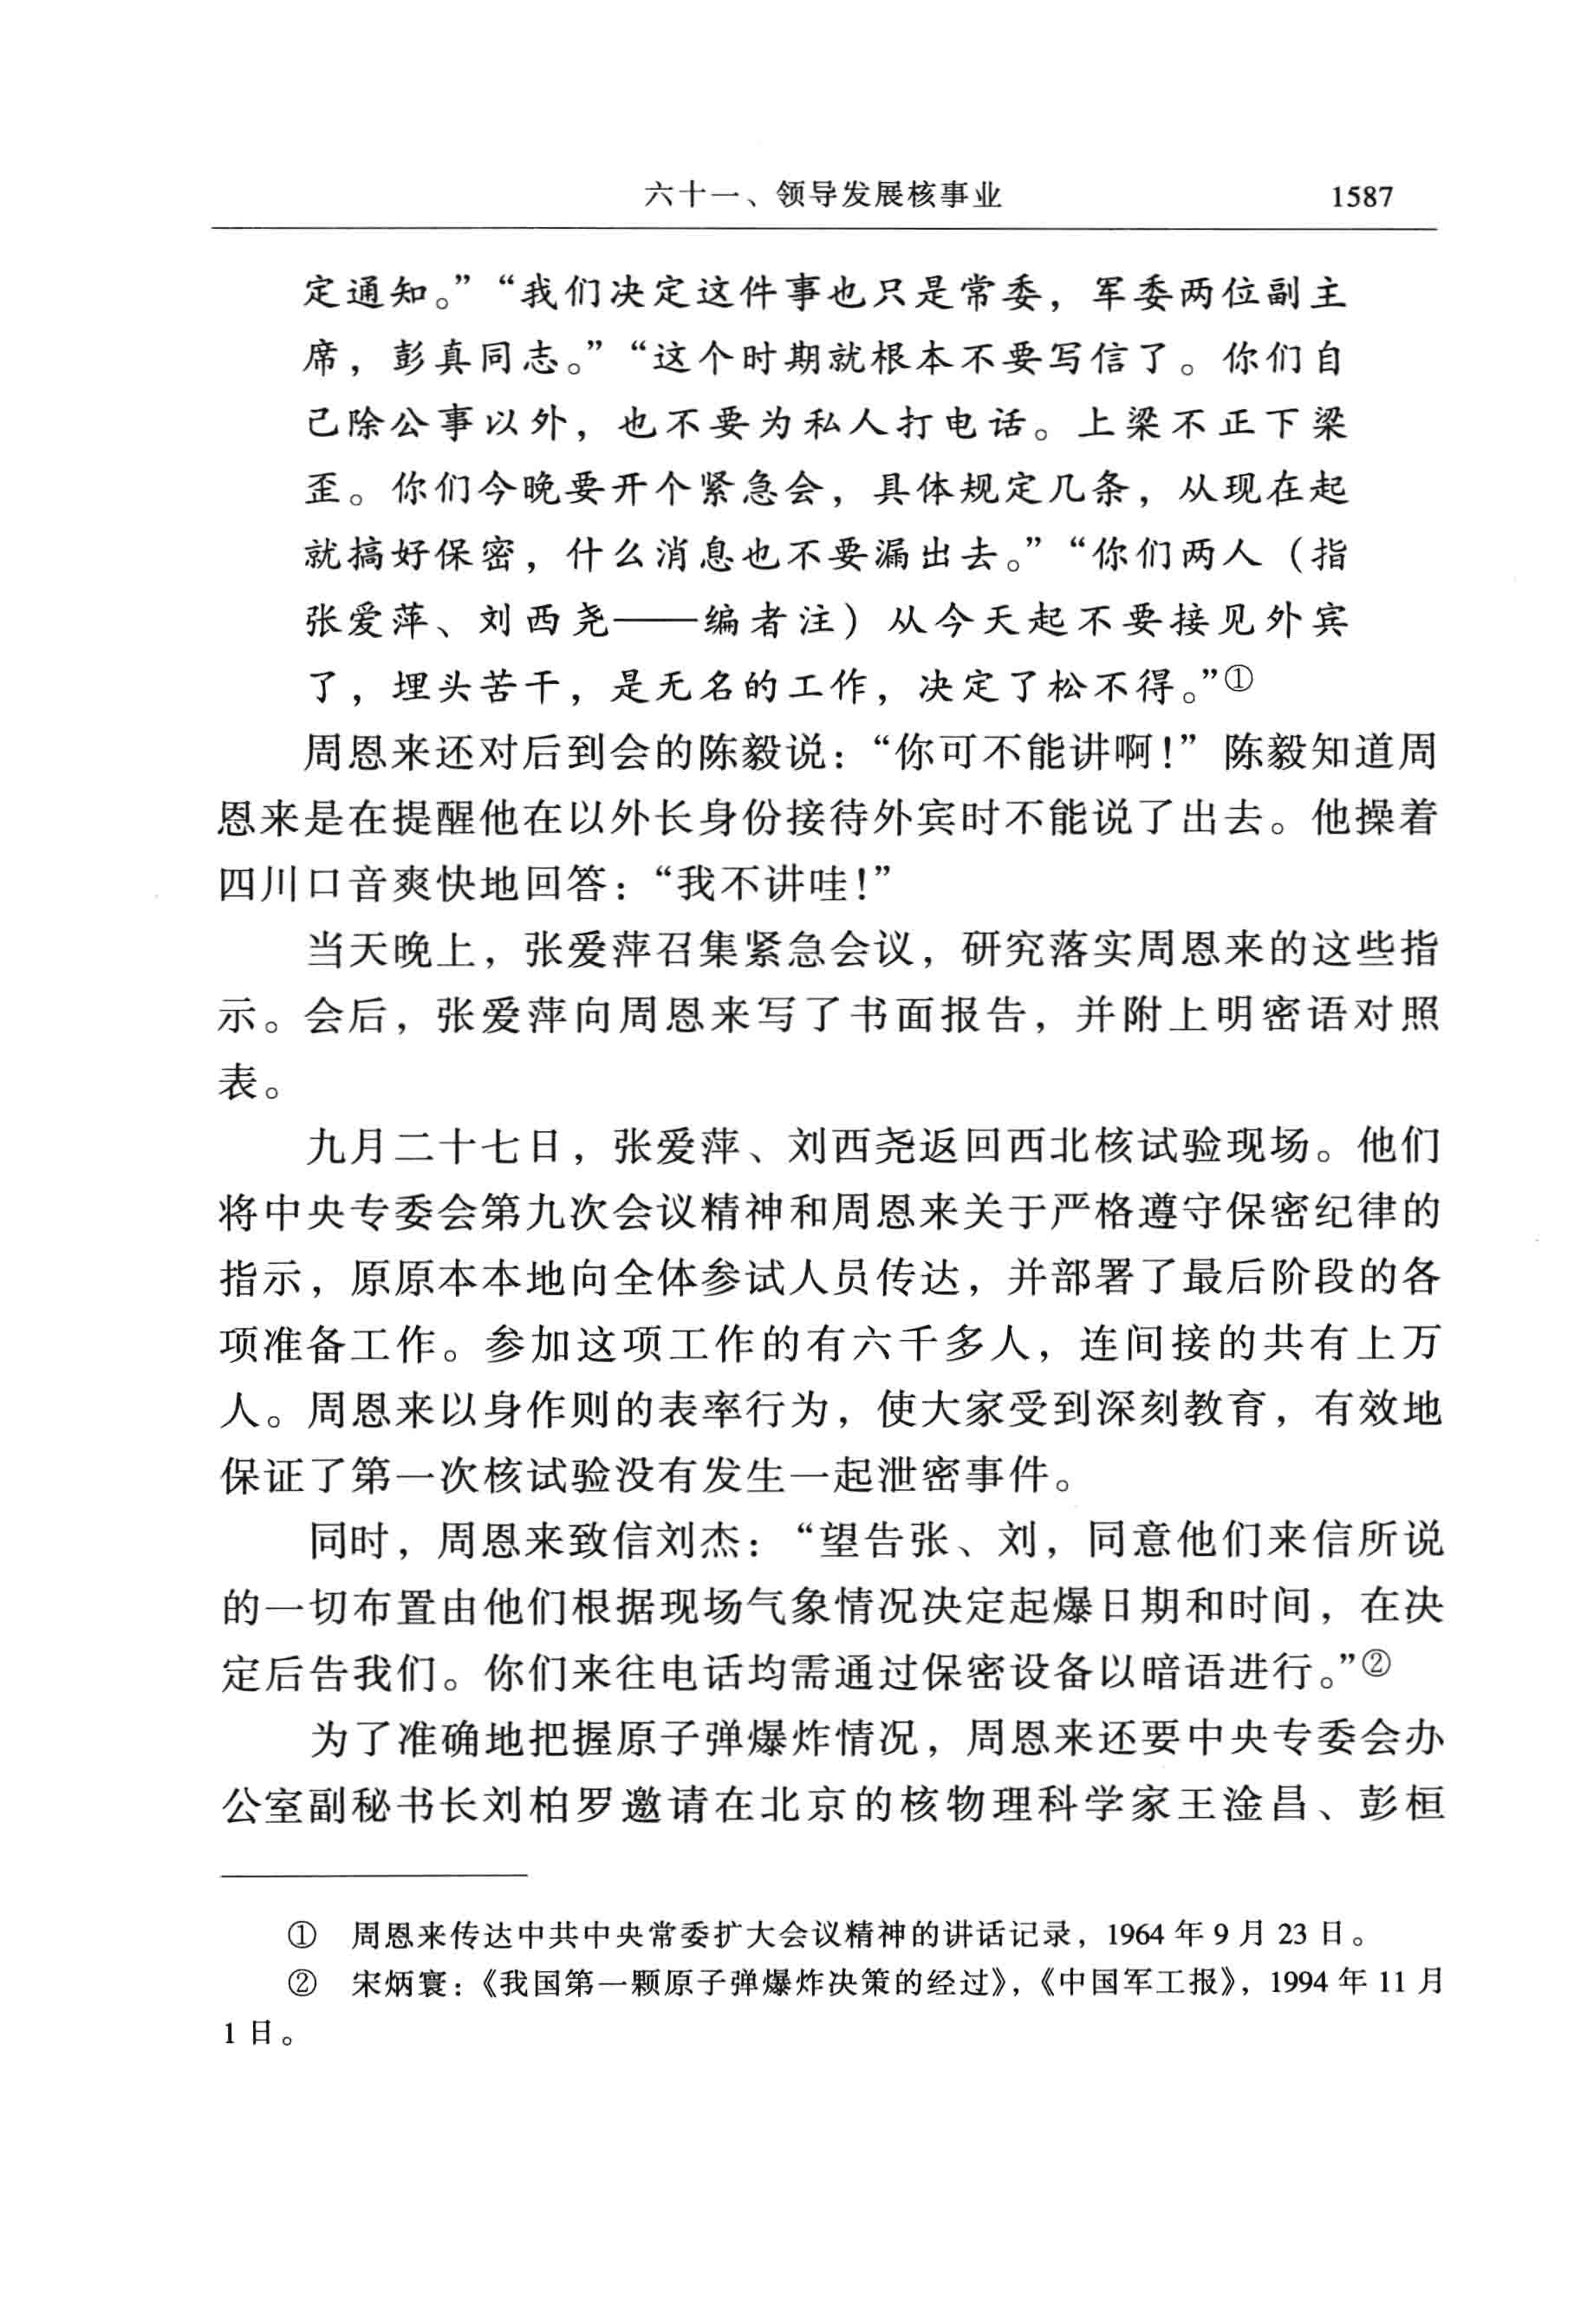 六十一、领导发展核事业 1587
定通知。”“我们决定这件事也只是常委，军委两位副主
席，彭真同志。”“这个时期就根本不要写信了。你们自
己除公事以外，也不要为私人打电话。上梁不正下梁
歪。你们今晚要开个紧急会，具体规定几条，从现在起
就搞好保密，什么消息也不要漏出去。”“你们两人（指
张爱萍、刘西尧——编者注）从今天起不要接见外宾
了，埋头苦干，是无名的工作，决定了松不得。”①
周恩来还对后到会的陈毅说：“你可不能讲啊！”陈毅知道周
恩来是在提醒他在以外长身份接待外宾时不能说了出去。他操着
四川口音爽快地回答：“我不讲哇！”
当天晚上，张爱萍召集紧急会议，研究落实周恩来的这些指
示。会后，张爱萍向周恩来写了书面报告，并附上明密语对照
表。
九月二十七日，张爱萍、刘西尧返回西北核试验现场。他们
将中央专委会第九次会议精神和周恩来关于严格遵守保密纪律的
指示，原原本本地向全体参试人员传达，并部署了最后阶段的各
项准备工作。参加这项工作的有六千多人，连间接的共有上万
人。周恩来以身作则的表率行为，使大家受到深刻教育，有效地
保证了第一次核试验没有发生一起泄密事件。
同时，周恩来致信刘杰：“望告张、刘，同意他们来信所说
的一切布置由他们根据现场气象情况决定起爆日期和时间，在决
定后告我们。你们来往电话均需通过保密设备以暗语进行。”②
为了准确地把握原子弹爆炸情况，周恩来还要中央专委会办
公室副秘书长刘柏罗邀请在北京的核物理科学家王淦昌、彭桓
① 周恩来传达中共中央常委扩大会议精神的讲话记录，1964 年 9 月 23 日。
② 宋炳寰：《我国第一颗原子弹爆炸决策的经过》，《中国军工报》，1994 年 11 月
1 日。